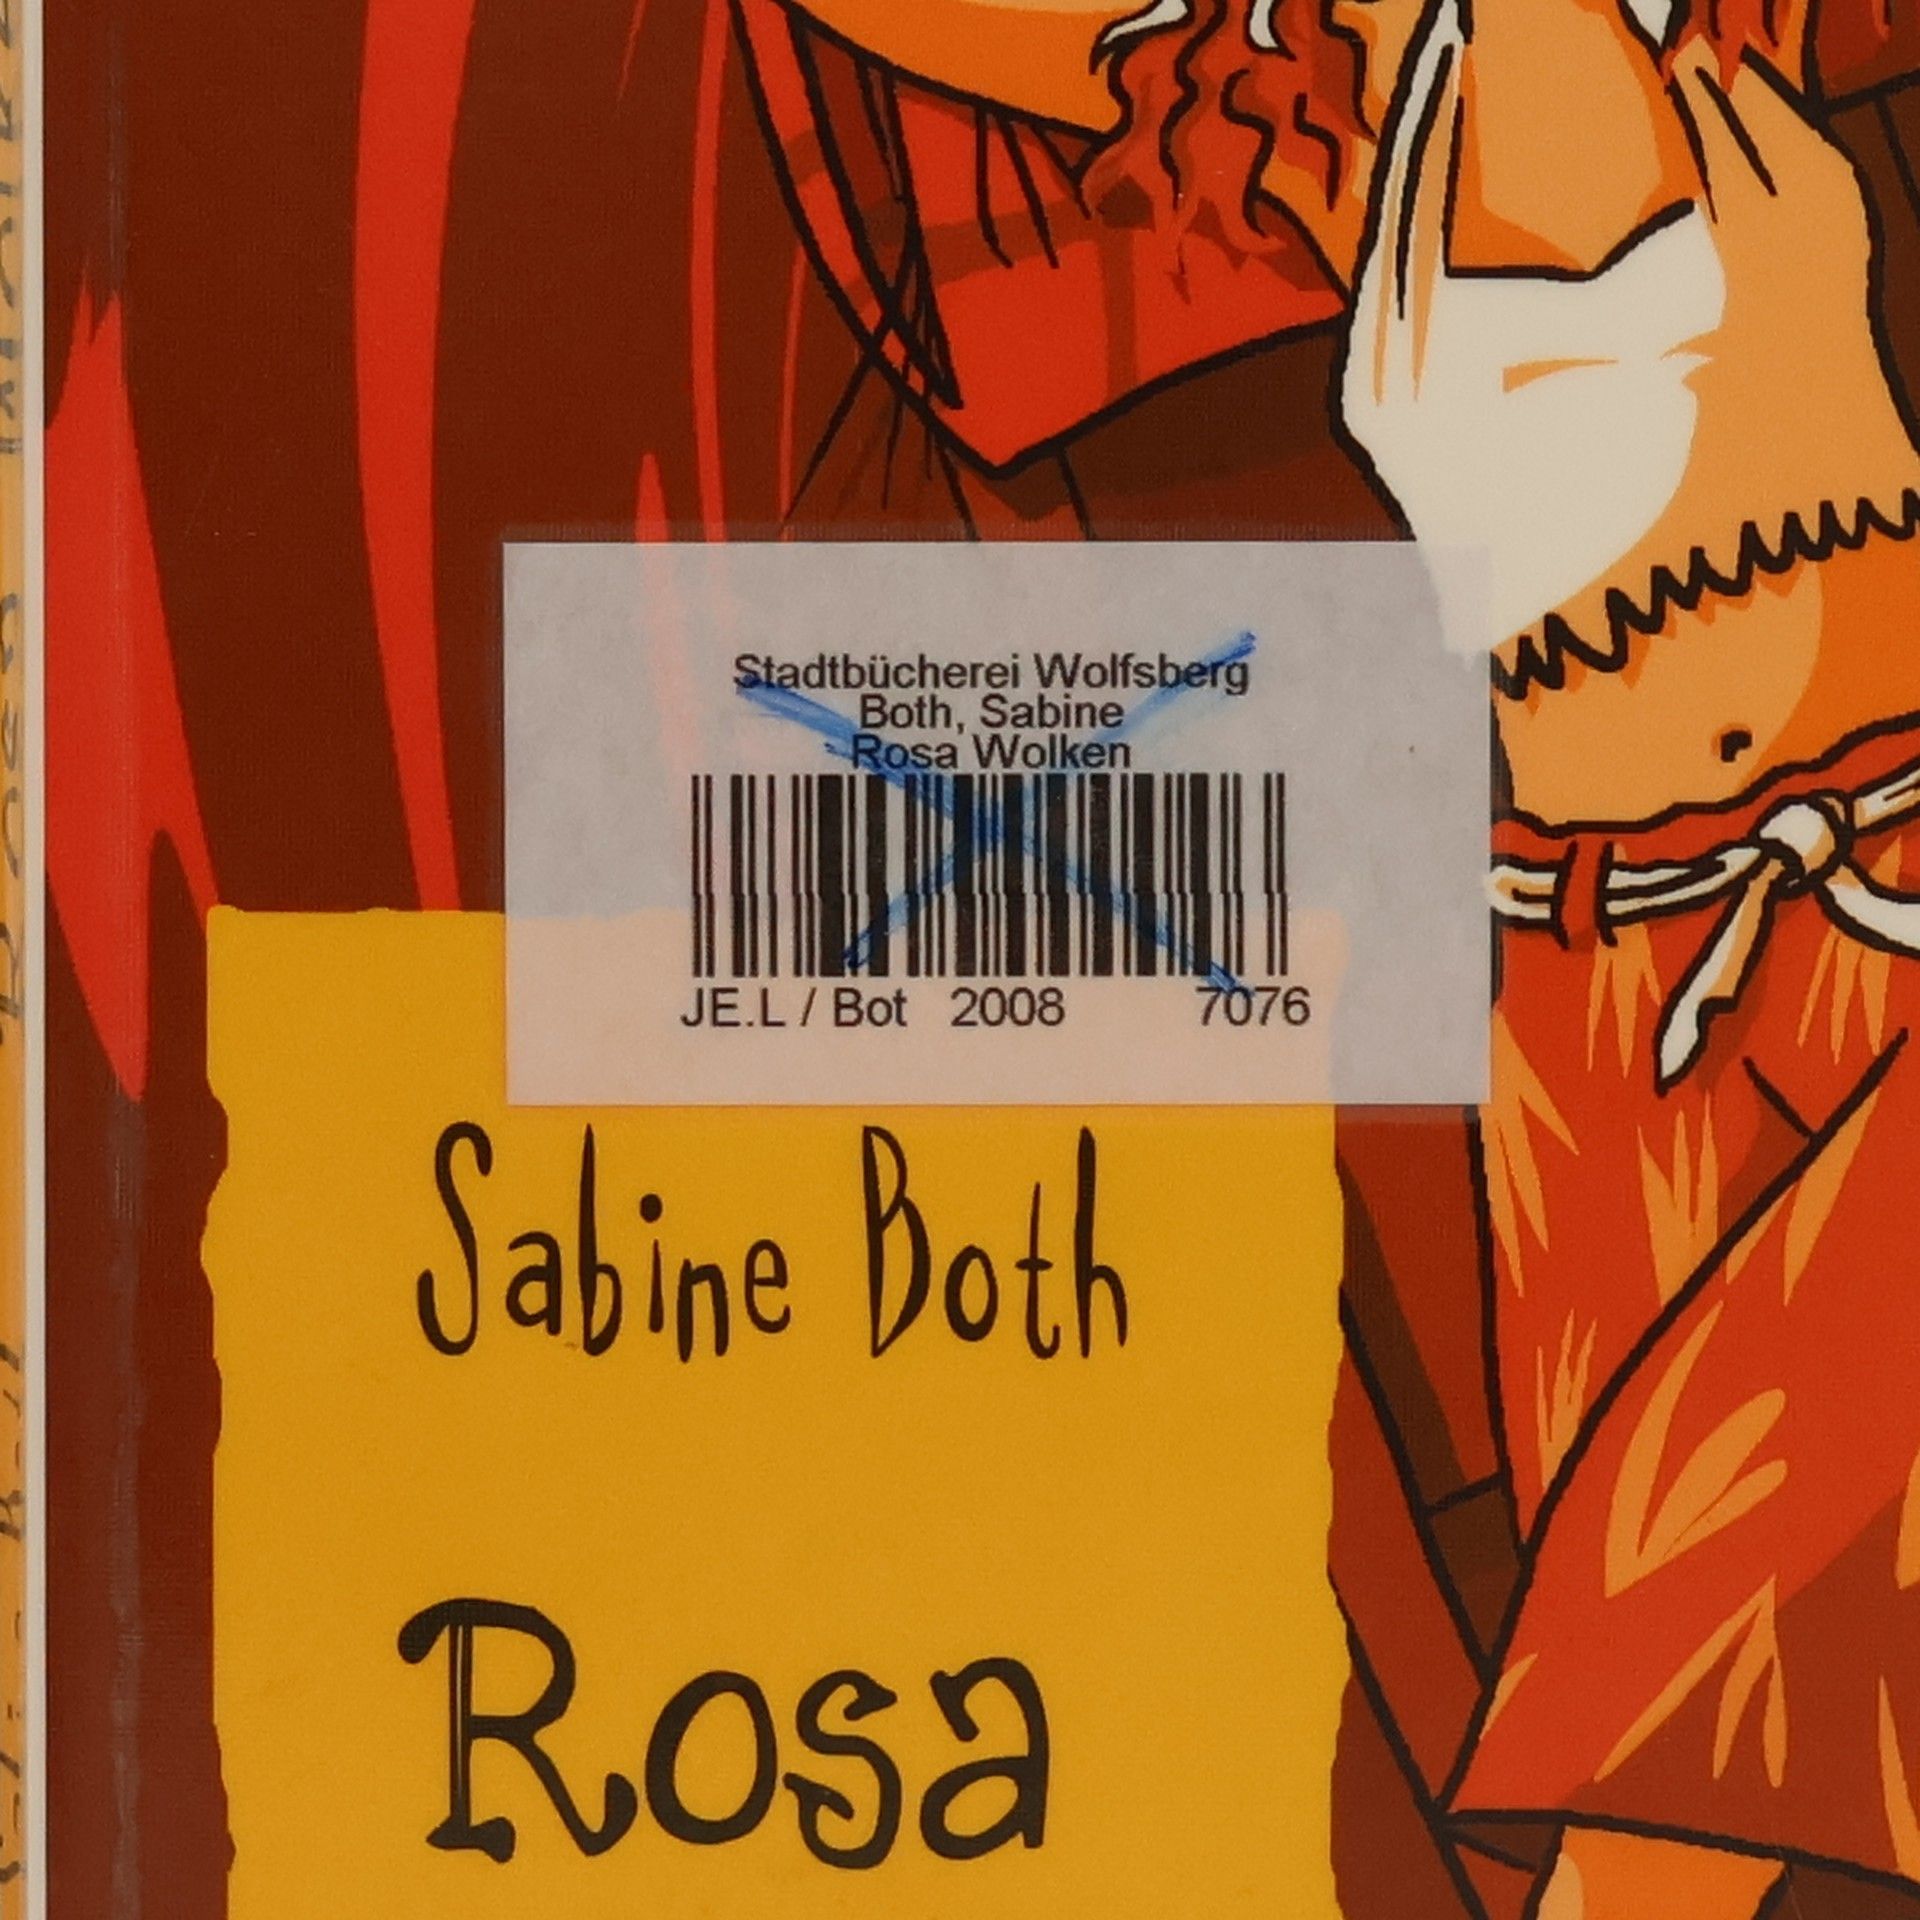 Stadtbücherei Wolfsberg
Both, Sabine
Rosa Wolken
JE.L / Bot 2008 7076
Sabine Both
Rosa